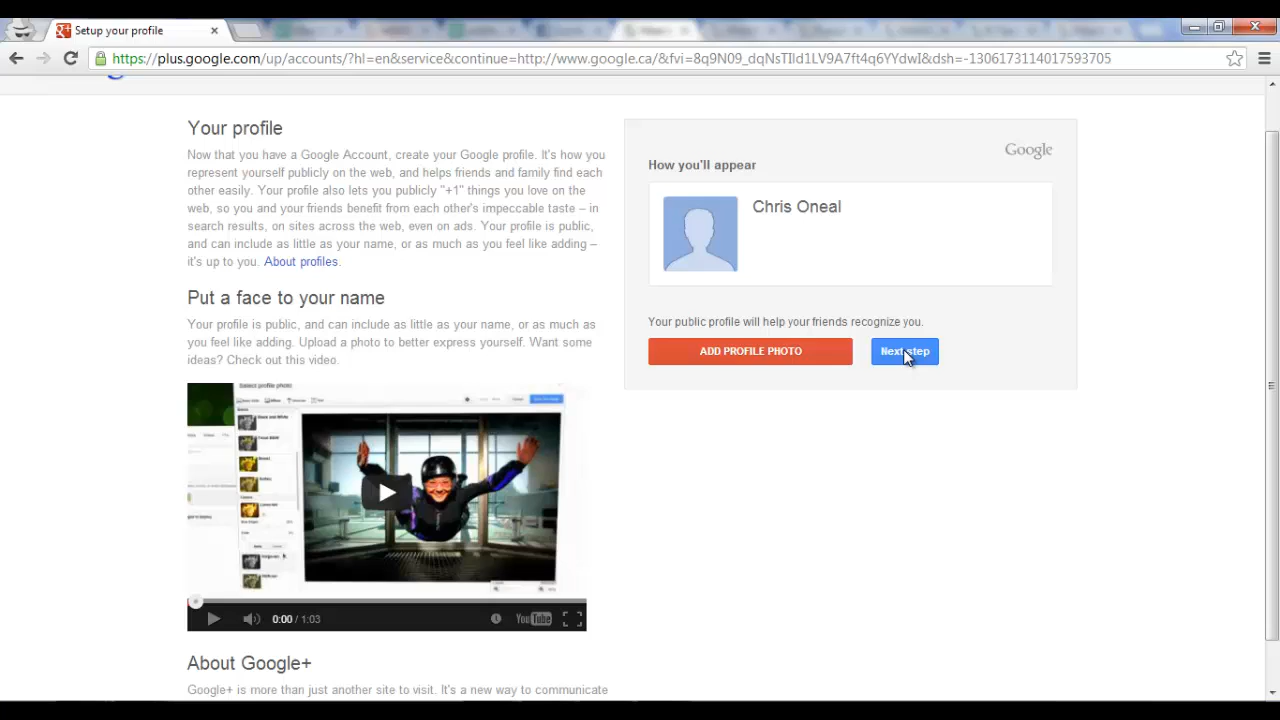 Setup your profile
https://plus.google.com/up/accounts/?hl=en&service&continue=http://www.google.ca/&fvi=8q9N09_dqNsTIld1LV9A7ft4q6YYdwI&dsh=-1306173114017593705
Your profile
Now that you have a Google Account, create your Google profile. It's how you
represent yourself publicly on the web, and helps friends and family find each
other easily. Your profile also lets you publicly "+1" things you love on the
web, so you and your friends benefit from each other's impeccable taste – in
search results, on sites across the web, even on ads. Your profile is public,
and can include as little as your name, or as much as you feel like adding –
it's up to you. About profiles.
Put a face to your name
Your profile is public, and can include as little as your name, or as much as
you feel like adding. Upload a photo to better express yourself. Want some
ideas? Check out this video.
Select profile photo
0:00 / 1:03
YouTube
About Google+
Google+ is more than just another site to visit. It's a new way to communicate
Google
How you'll appear
Chris Oneal
Your public profile will help your friends recognize you.
ADD PROFILE PHOTO
Next step